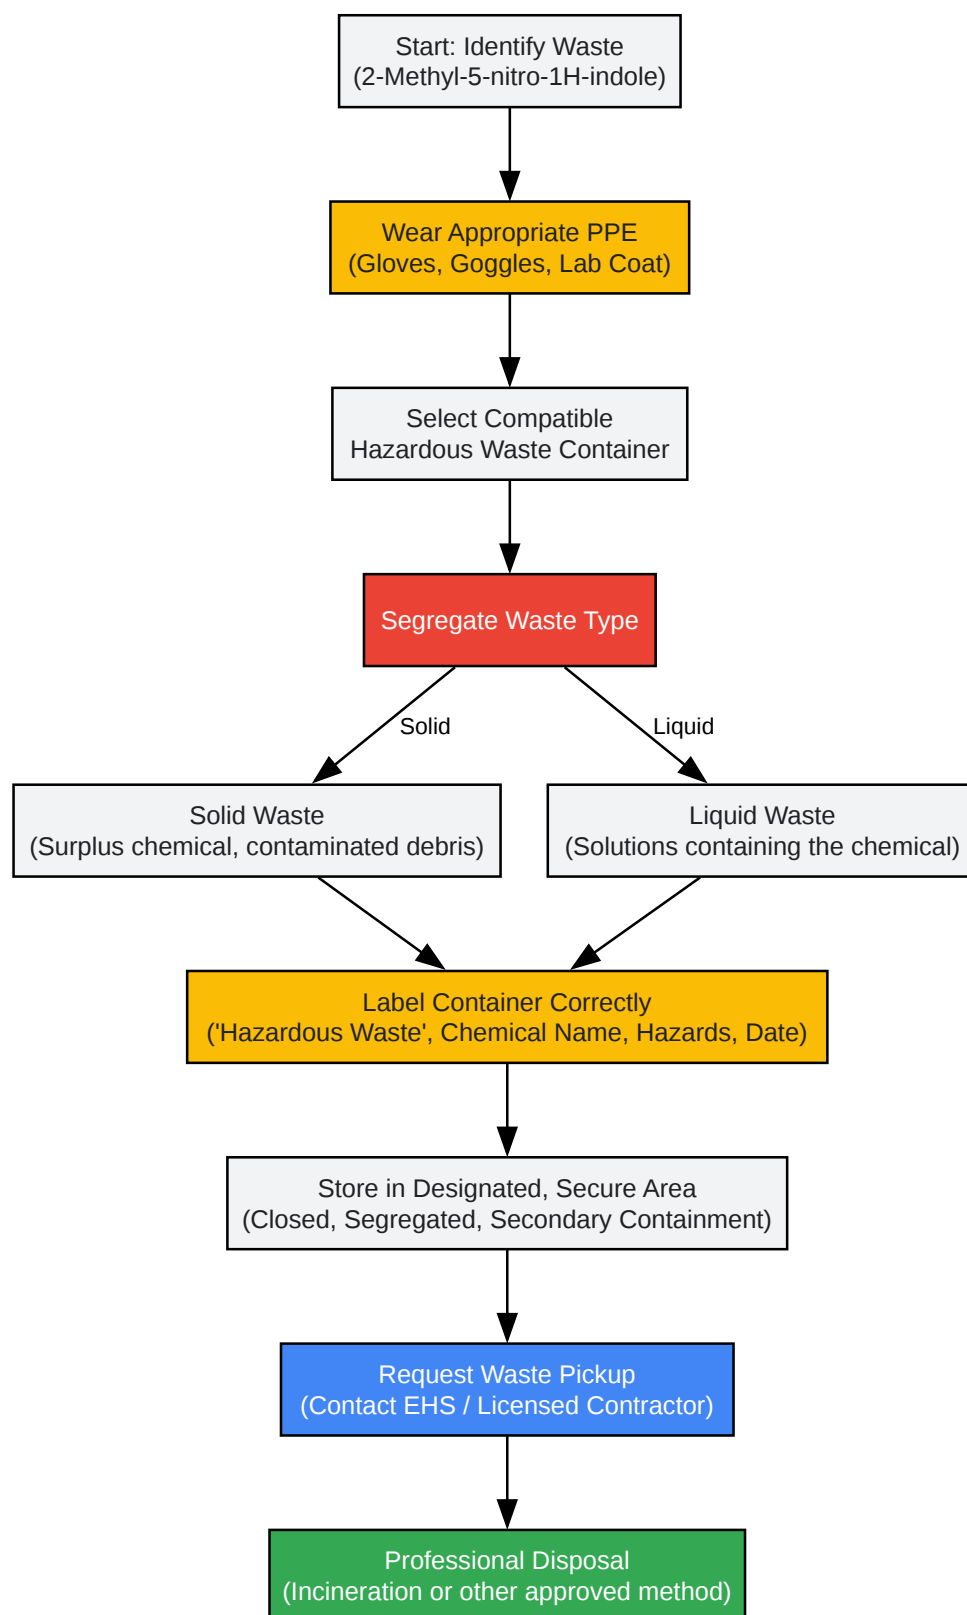 Start: Identify Waste
(2-Methyl-5-nitro-1H-indole)
Wear Appropriate PPE
(Gloves, Goggles, Lab Coat)
Select Compatible
Hazardous Waste Container
Segregate Waste Type
Solid
Liquid
Solid Waste
(Surplus chemical, contaminated debris)
Liquid Waste
(Solutions containing the chemical)
Label Container Correctly
('Hazardous Waste', Chemical Name, Hazards, Date)
Store in Designated, Secure Area
(Closed, Segregated, Secondary Containment)
Request Waste Pickup
(Contact EHS / Licensed Contractor)
Professional Disposal
(Incineration or other approved method)